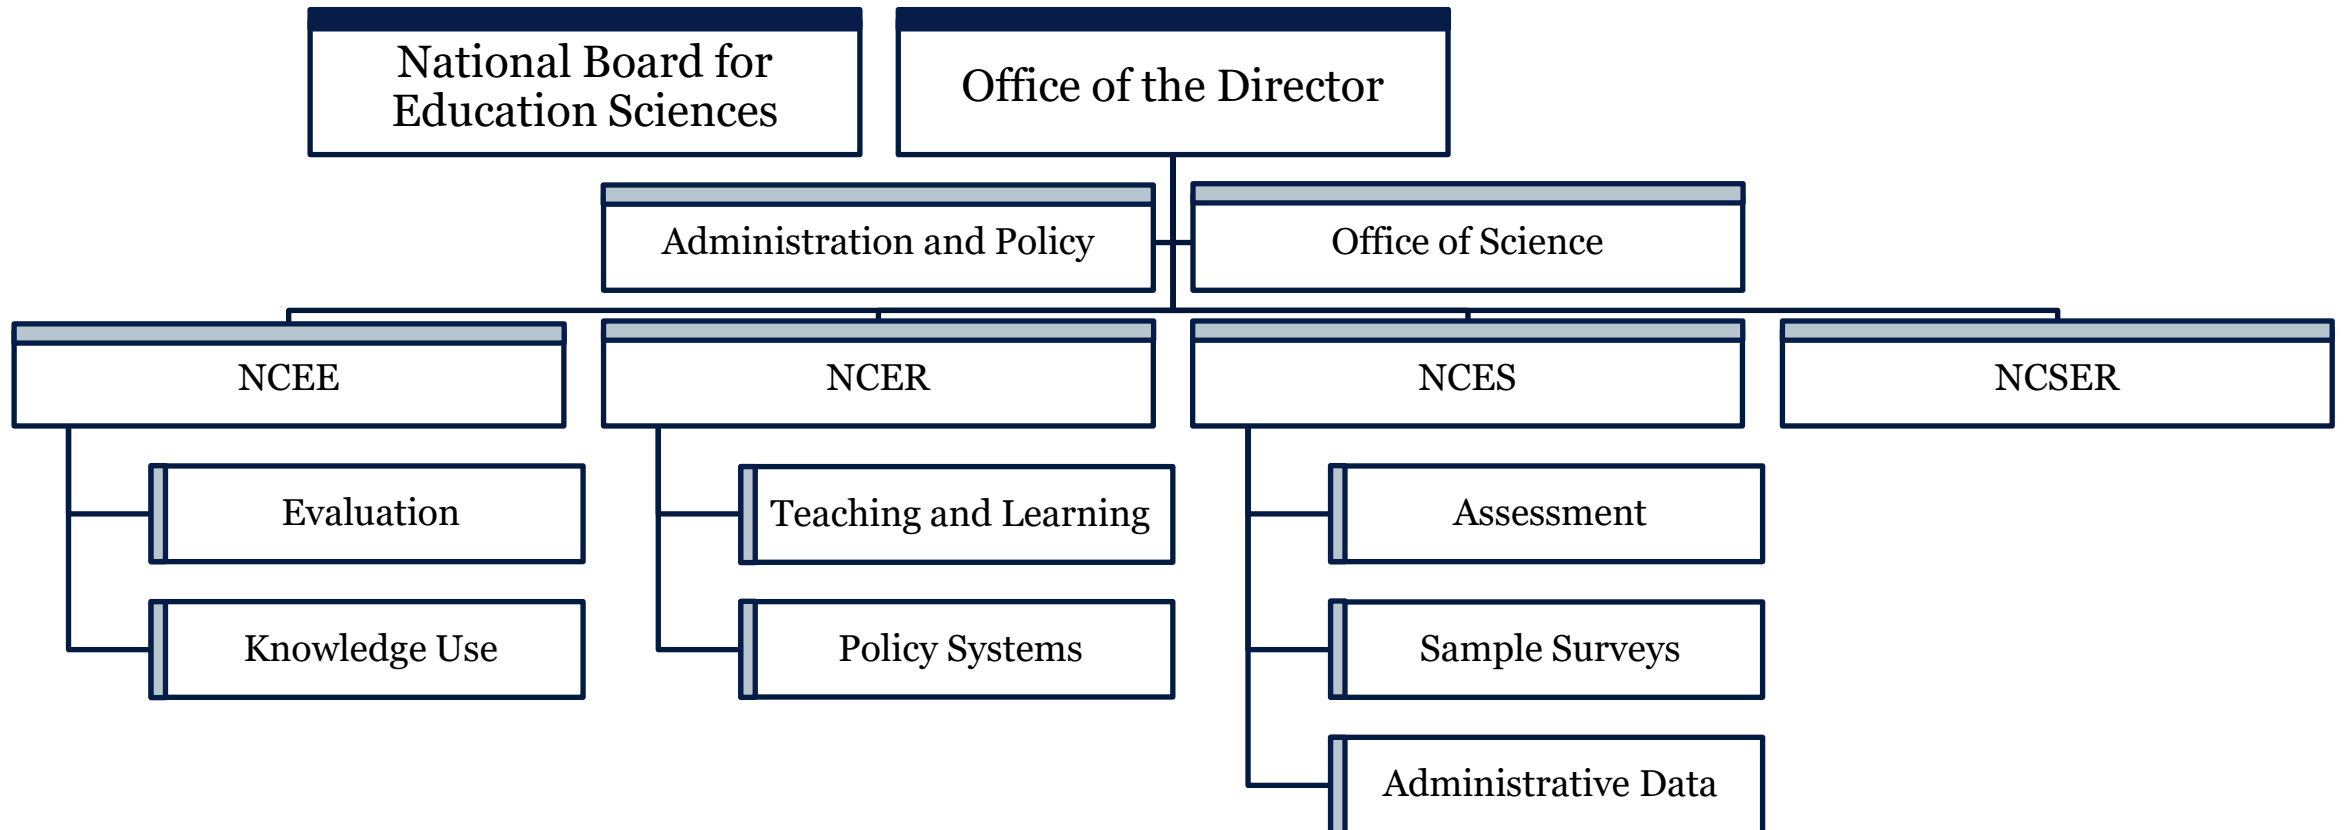 National Board for
Education Sciences
Office of the Director
Administration and Policy
Office of Science
NCEE
NCER
NCES
NCSER
Evaluation
Teaching and Learning
Assessment
Knowledge Use
Policy Systems
Sample Surveys
Administrative Data